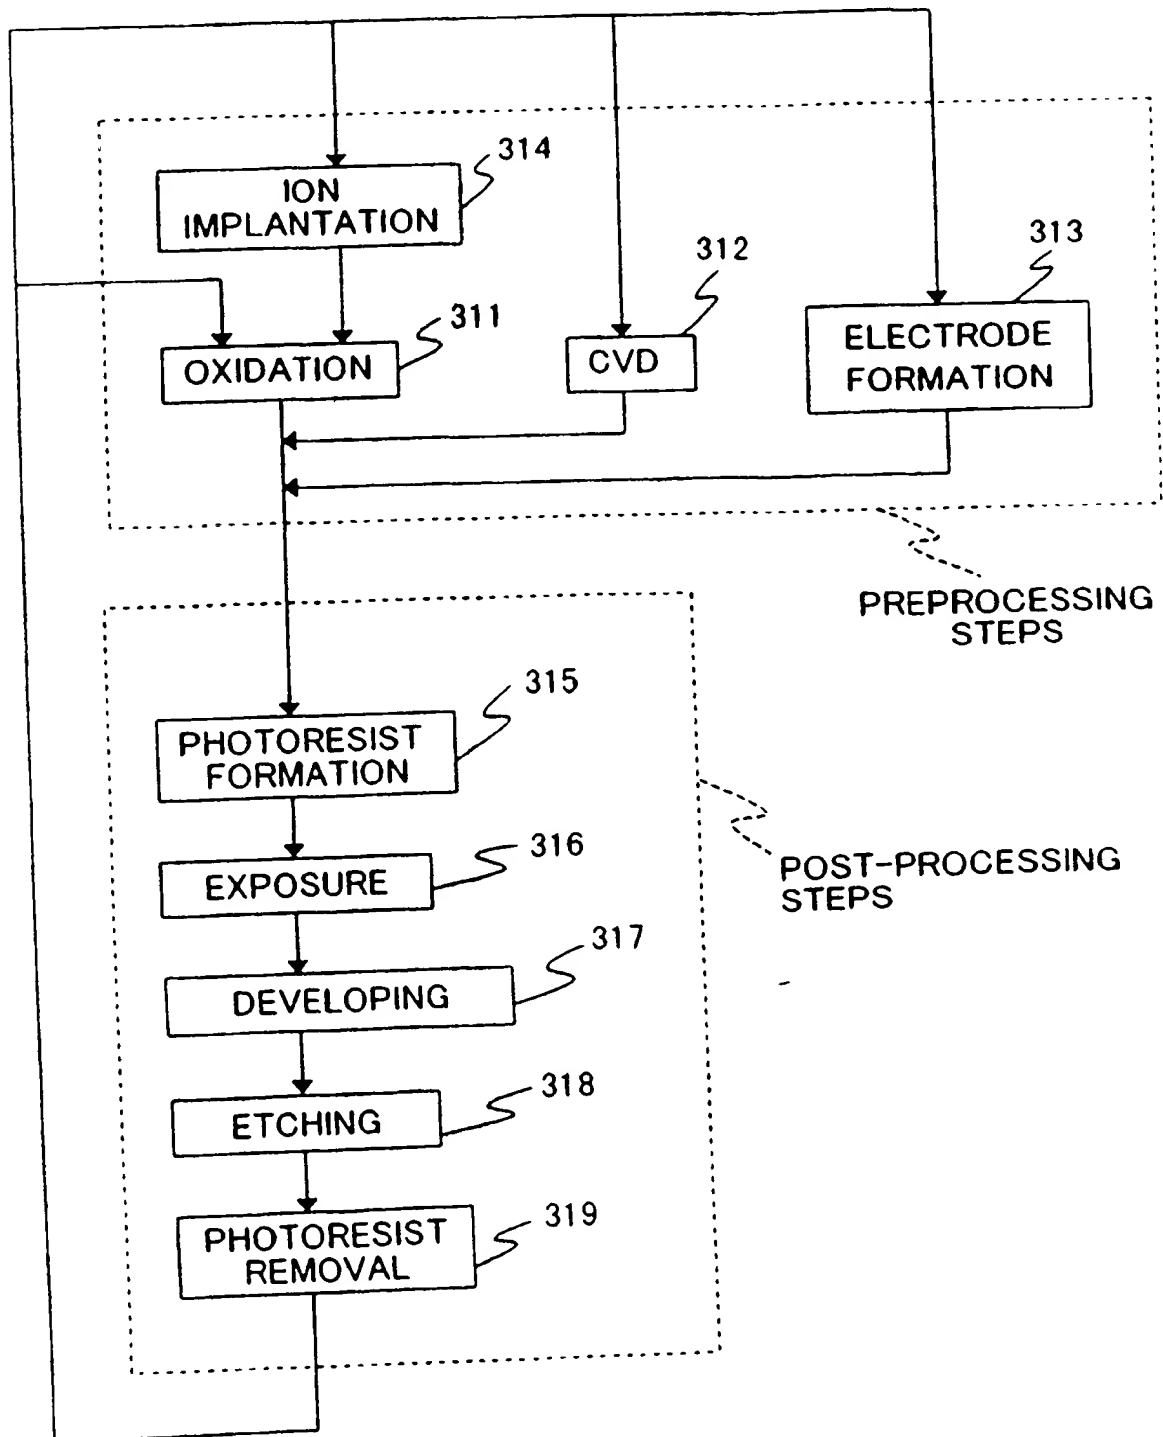 314
ION
IMPLANTATION
312
313
311
OXIDATION
CVD
ELECTRODE
FORMATION
PREPROCESSING
STEPS
315
PHOTORESIST
FORMATION
316
EXPOSURE
POST-PROCESSING
STEPS
317
DEVELOPING
318
ETCHING
319
PHOTORESIST
REMOVAL